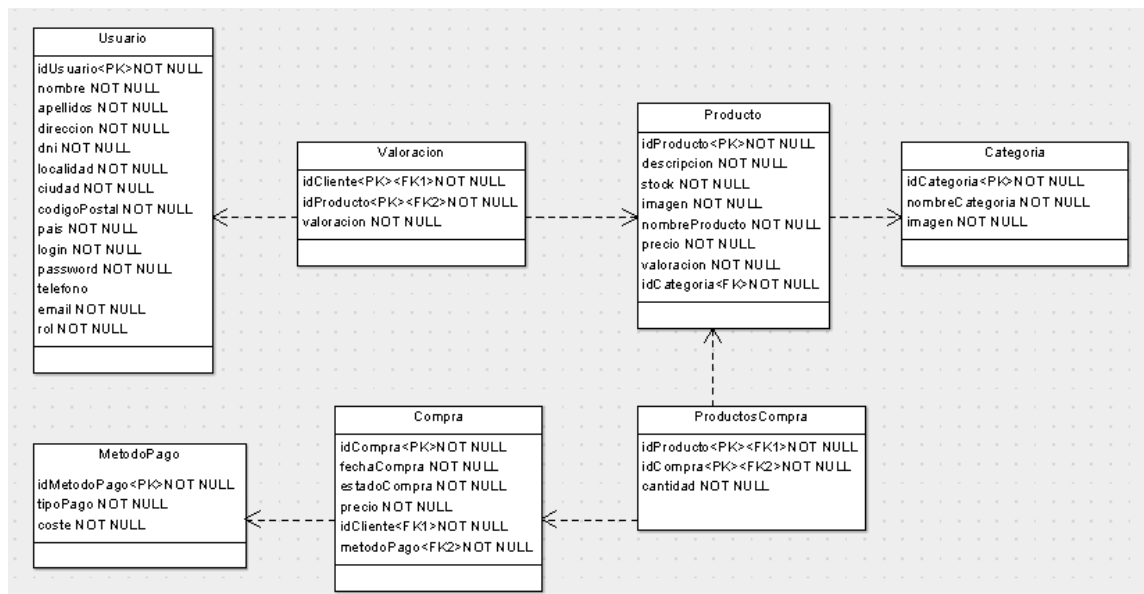 Usuario
idUsuario<PK>NOT NULL
nombre NOT NULL
apellidos NOT NULL
direccion NOT NULL
dni NOT NULL
localidad NOT NULL
ciudad NOT NULL
codigoPostal NOT NULL
pais NOT NULL
login NOT NULL
password NOT NULL
telefono
email NOT NULL
rol NOT NULL
Valoracion
idCliente<PK><FK1>NOT NULL
idProducto<PK><FK2>NOT NULL
valoracion NOT NULL
Producto
idProducto<PK>NOT NULL
descripcion NOT NULL
stock NOT NULL
imagen NOT NULL
nombreProducto NOT NULL
precio NOT NULL
valoracion NOT NULL
idCategoria<FK>NOT NULL
Categoria
idCategoria<PK>NOT NULL
nombreCategoria NOT NULL
imagen NOT NULL
MetodoPago
idMetodoPago<PK>NOT NULL
tipoPago NOT NULL
coste NOT NULL
Compra
idCompra<PK>NOT NULL
fechaCompra NOT NULL
estadoCompra NOT NULL
precio NOT NULL
idCliente<FK1>NOT NULL
metodoPago<FK2>NOT NULL
ProductosCompra
idProducto<PK><FK1>NOT NULL
idCompra<PK><FK2>NOT NULL
cantidad NOT NULL